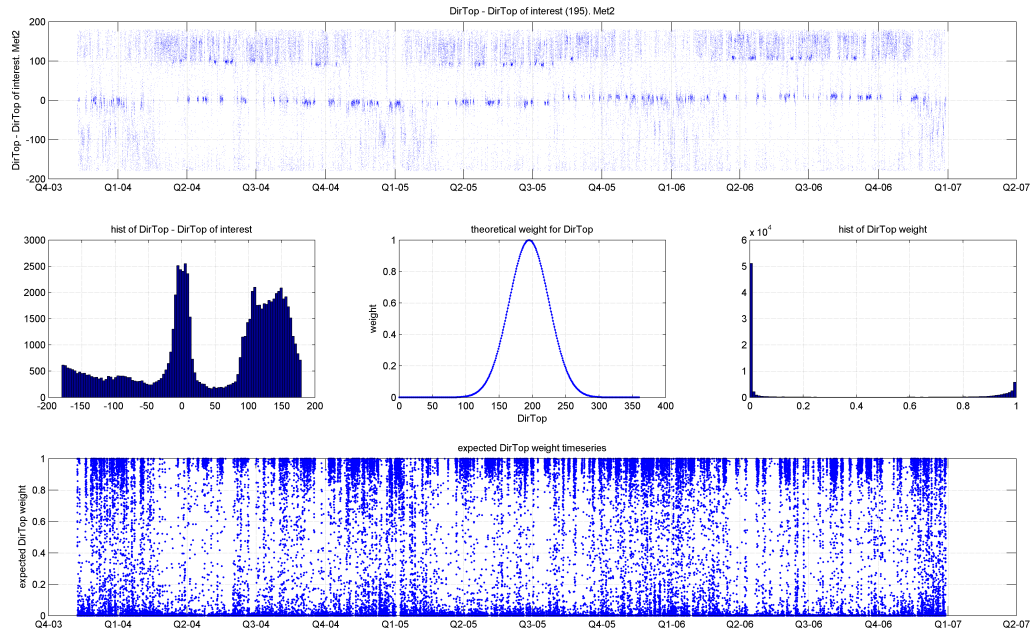 DirTop - DirTop of interest (195). Met2
DirTop - DirTop of interest. Met2
200
100
0
-100
-200
Q4-03 Q1-04 Q2-04 Q3-04 Q4-04 Q1-05 Q2-05 Q3-05 Q4-05 Q1-06 Q2-06 Q3-06 Q4-06 Q1-07 Q2-07
hist of DirTop - DirTop of interest
3000
2500
2000
1500
1000
500
0
-200 -150 -100 -50 0 50 100 150 200
theoretical weight for DirTop
weight
1
0.8
0.6
0.4
0.2
0
0 50 100 150 200 250 300 350 400
DirTop
hist of DirTop weight
x 10^4
6
5
4
3
2
1
0
0 0.2 0.4 0.6 0.8 1
expected DirTop weight timeseries
expected DirTop weight
1
0.8
0.6
0.4
0.2
0
Q4-03 Q1-04 Q2-04 Q3-04 Q4-04 Q1-05 Q2-05 Q3-05 Q4-05 Q1-06 Q2-06 Q3-06 Q4-06 Q1-07 Q2-07